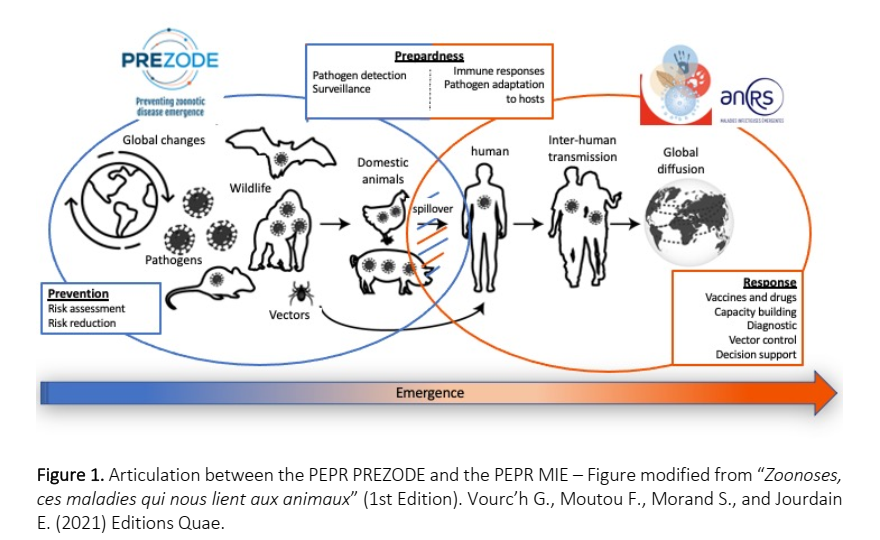 PREZODE
Preventing zoonotic
disease emergence
Prepardness
Pathogen detection
Surveillance
Immune responses
Pathogen adaptation
to hosts
anRS
MALADIES INFECTIEUSES ÉMERGENTES
Global changes
Wildlife
Domestic
animals
spillover
human
Inter-human
transmission
Global
diffusion
Pathogens
Vectors
Prevention
Risk assessment
Risk reduction
Response
Vaccines and drugs
Capacity building
Diagnostic
Vector control
Decision support
Emergence
Figure 1. Articulation between the PEPR PREZODE and the PEPR MIE – Figure modified from “Zoonoses,
ces maladies qui nous lient aux animaux” (1st Edition). Vourc’h G., Moutou F., Morand S., and Jourdain
E. (2021) Editions Quae.